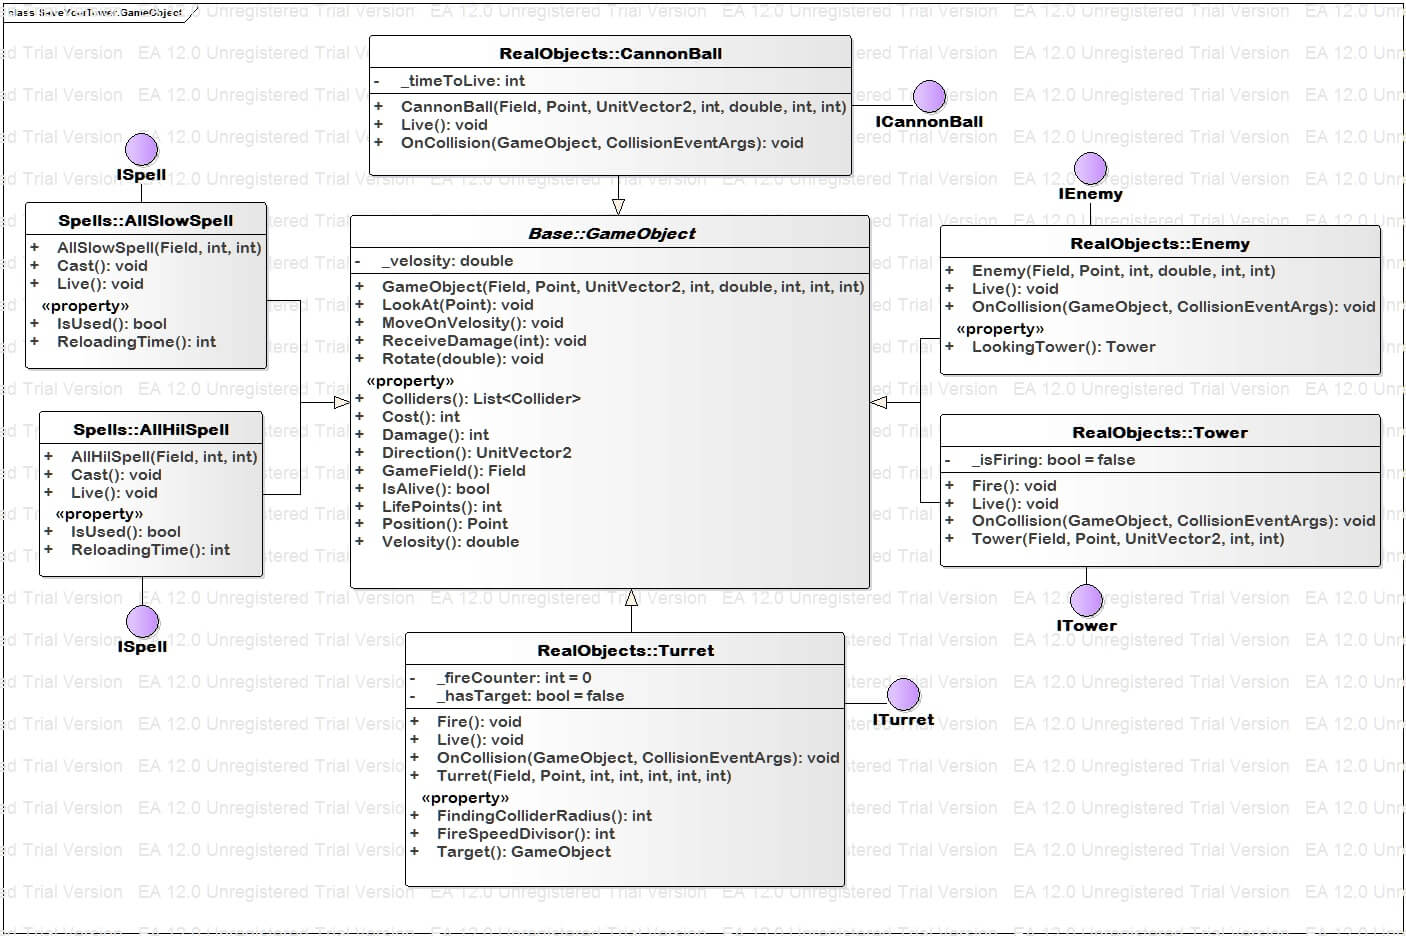 class SaveYourTower.GameObject
RealObjects::CannonBall
- _timeToLive: int
+ CannonBall(Field, Point, UnitVector2, int, double, int, int)
+ Live(): void
+ OnCollision(GameObject, CollisionEventArgs): void
ICannonBall
ISpell
Spells::AllSlowSpell
+ AllSlowSpell(Field, int, int)
+ Cast(): void
+ Live(): void
«property»
+ IsUsed(): bool
+ ReloadingTime(): int
Spells::AllHilSpell
+ AllHilSpell(Field, int, int)
+ Cast(): void
+ Live(): void
«property»
+ IsUsed(): bool
+ ReloadingTime(): int
ISpell
Base::GameObject
- _velosity: double
+ GameObject(Field, Point, UnitVector2, int, double, int, int, int)
+ LookAt(Point): void
+ MoveOnVelosity(): void
+ ReceiveDamage(int): void
+ Rotate(double): void
«property»
+ Colliders(): List<Collider>
+ Cost(): int
+ Damage(): int
+ Direction(): UnitVector2
+ GameField(): Field
+ IsAlive(): bool
+ LifePoints(): int
+ Position(): Point
+ Velosity(): double
IEnemy
RealObjects::Enemy
+ Enemy(Field, Point, int, double, int, int)
+ Live(): void
+ OnCollision(GameObject, CollisionEventArgs): void
«property»
+ LookingTower(): Tower
RealObjects::Tower
- _isFiring: bool = false
+ Fire(): void
+ Live(): void
+ OnCollision(GameObject, CollisionEventArgs): void
+ Tower(Field, Point, UnitVector2, int, int)
ITower
RealObjects::Turret
- _fireCounter: int = 0
- _hasTarget: bool = false
+ Fire(): void
+ Live(): void
+ OnCollision(GameObject, CollisionEventArgs): void
+ Turret(Field, Point, int, int, int, int, int)
«property»
+ FindingColliderRadius(): int
+ FireSpeedDivisor(): int
+ Target(): GameObject
ITurret
EA 12.0 Unregistered Trial Version